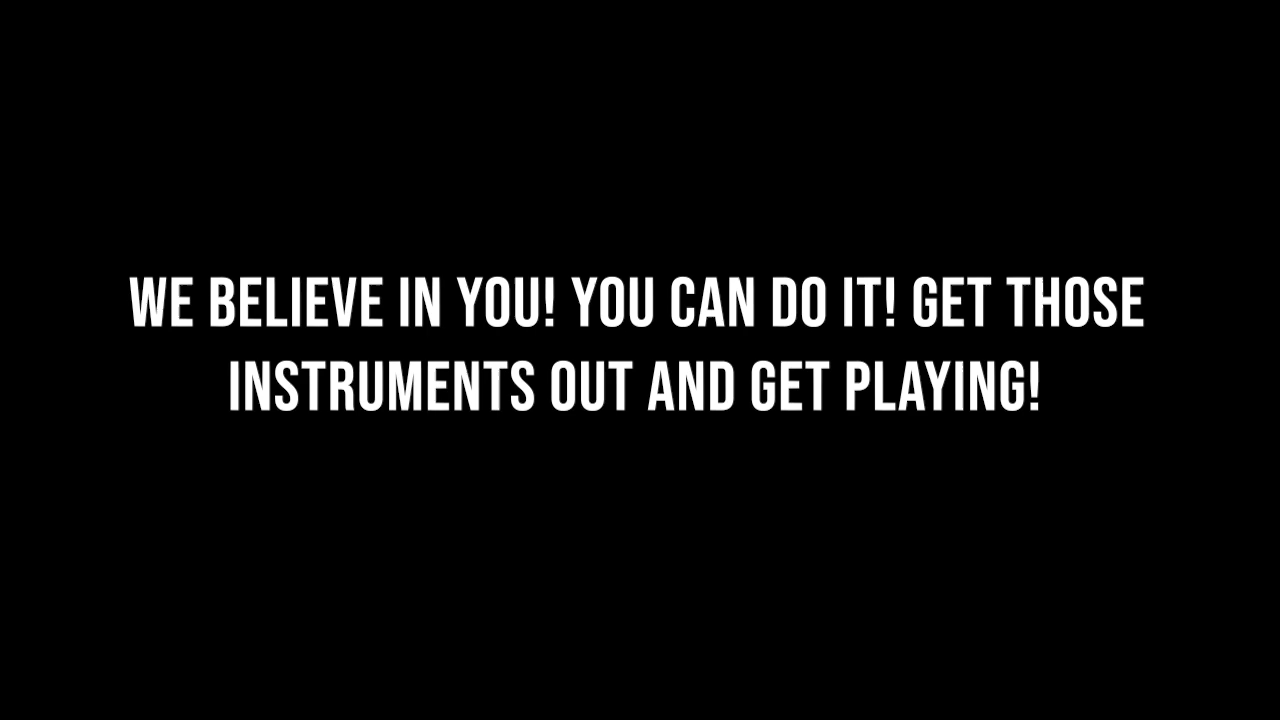 WE BELIEVE IN YOU! YOU CAN DO IT! GET THOSE
INSTRUMENTS OUT AND GET PLAYING!